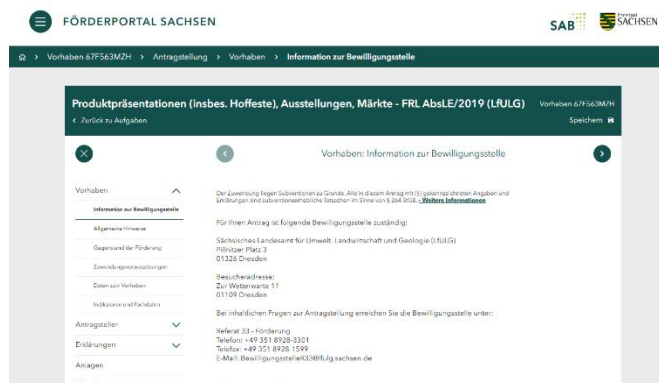 FÖRDERPORTAL SACHSEN
SAB
Freistaat
SACHSEN
Vorhaben 67F563MZH > Antragstellung > Vorhaben > Information zur Bewilligungsstelle
Produktpräsentationen (insbes. Hoffeste), Ausstellungen, Märkte - FRL AbsLE/2019 (LfULG)
Vorhaben 67F563MZH
< Zurück zu Aufgaben
Speichern
Vorhaben: Information zur Bewilligungsstelle
Vorhaben
Information zur Bewilligungsstelle
Allgemeine Hinweise
Gegenstand der Förderung
Zuwendungsvoraussetzungen
Daten zum Vorhaben
Indikatoren und Fachdaten
Antragsteller
Erklärungen
Anlagen
Der Zuwendung liegen Subventionen zu Grunde. Alle in diesem Antrag mit (§) gekennzeichneten Angaben und
Erklärungen sind subventionserhebliche Tatsachen im Sinne von § 264 StGB. › Weitere Informationen
Für Ihren Antrag ist folgende Bewilligungsstelle zuständig:
Sächsisches Landesamt für Umwelt, Landwirtschaft und Geologie (LfULG)
Pillnitzer Platz 3
01326 Dresden
Besucheradresse:
Zur Wetterwarte 11
01109 Dresden
Bei inhaltlichen Fragen zur Antragstellung erreichen Sie die Bewilligungsstelle unter:
Referat 33 - Förderung
Telefon: +49 351 8928-3301
Telefax: +49 351 8928-1599
E-Mail: BewilligungsstelleR33@lfulg.sachsen.de